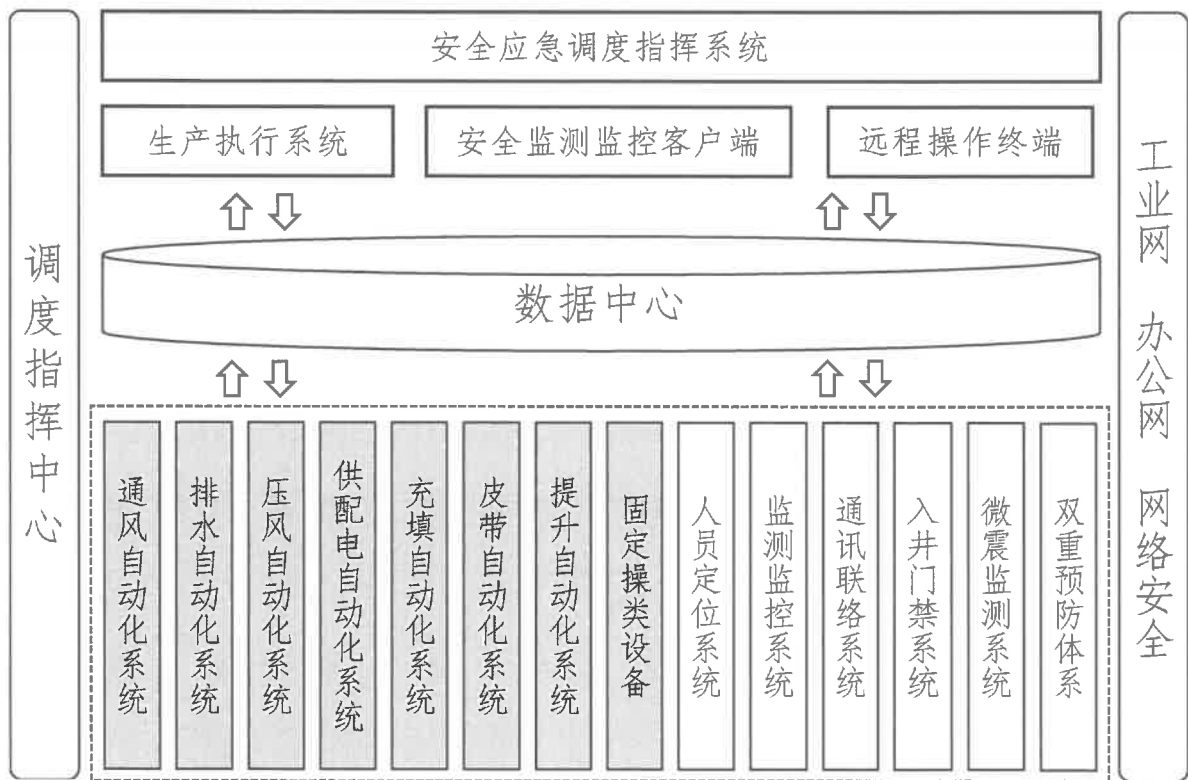 安全应急调度指挥系统
生产执行系统
安全监测监控客户端
远程操作终端
数据中心
调度指挥中心
工业网 办公网 网络安全
通风自动化系统
排水自动化系统
压风自动化系统
供配电自动化系统
充填自动化系统
皮带自动化系统
提升自动化系统
固定操类设备
人员定位系统
监测监控系统
通讯联络系统
入井门禁系统
微震监测系统
双重预防体系